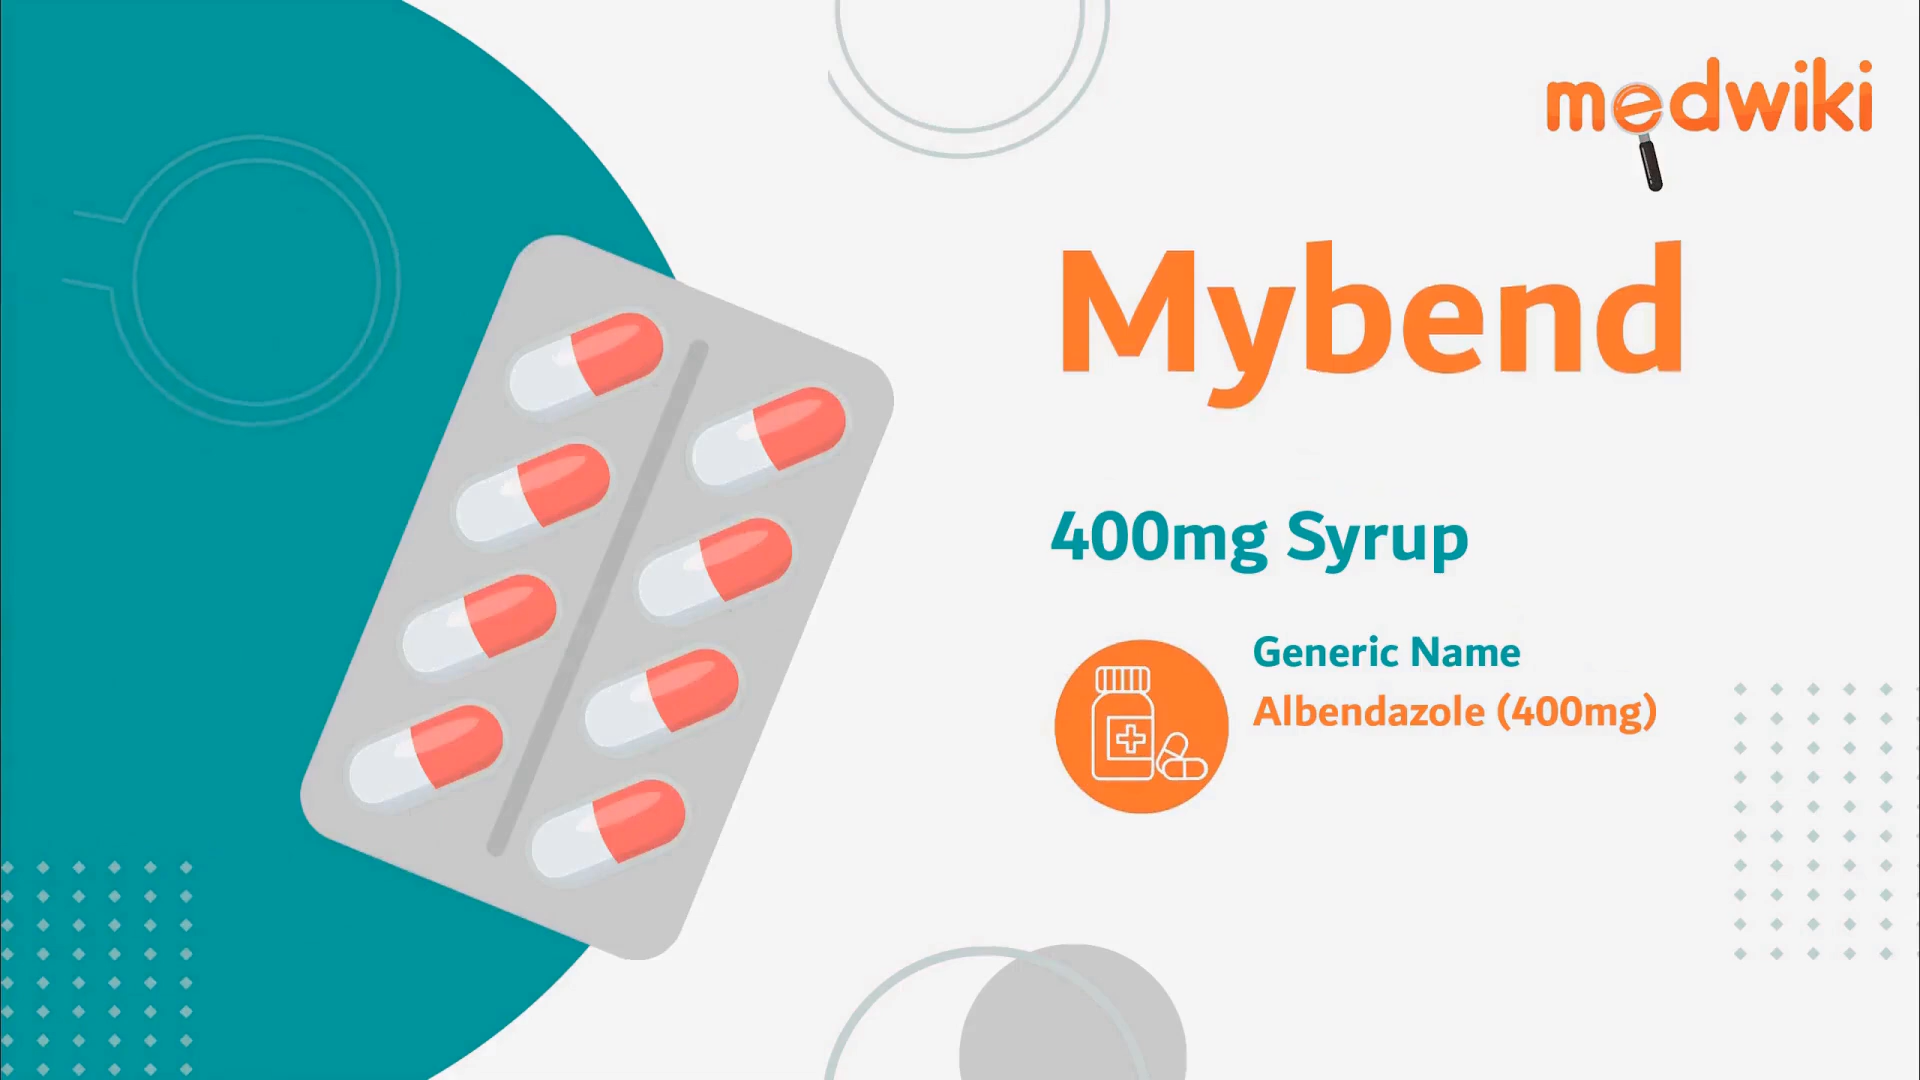 medwiki
Mybend
400mg Syrup
Generic Name
Albendazole (400mg)